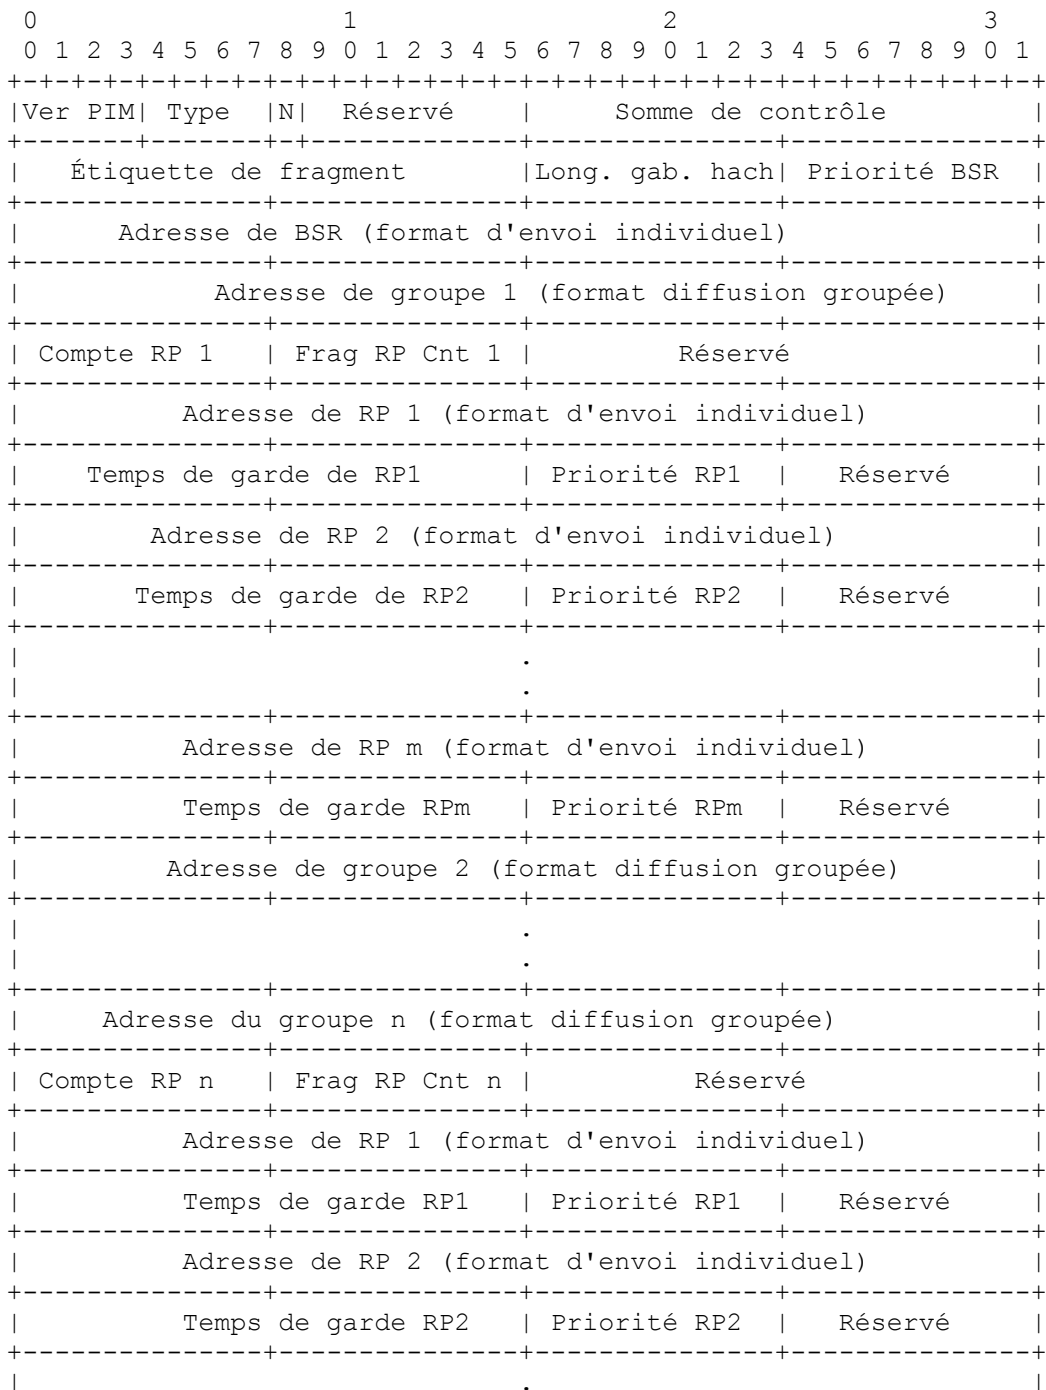 0                   1                   2                   3
 0 1 2 3 4 5 6 7 8 9 0 1 2 3 4 5 6 7 8 9 0 1 2 3 4 5 6 7 8 9 0 1
+-+-+-+-+-+-+-+-+-+-+-+-+-+-+-+-+-+-+-+-+-+-+-+-+-+-+-+-+-+-+-+-+
|Ver PIM| Type  |N|  Réservé    |     Somme de contrôle         |
+-------+-------+-+-------------+---------------+---------------+
|   Étiquette de fragment       |Long. gab. hach| Priorité BSR  |
+---------------+---------------+---------------+---------------+
|      Adresse de BSR (format d'envoi individuel)               |
+---------------+---------------+---------------+---------------+
|            Adresse de groupe 1 (format diffusion groupée)     |
+---------------+---------------+---------------+---------------+
| Compte RP 1   | Frag RP Cnt 1 |         Réservé               |
+---------------+---------------+---------------+---------------+
|          Adresse de RP 1 (format d'envoi individuel)          |
+---------------+---------------+---------------+---------------+
|    Temps de garde de RP1      | Priorité RP1  |   Réservé     |
+---------------+---------------+---------------+---------------+
|        Adresse de RP 2 (format d'envoi individuel)            |
+---------------+---------------+---------------+---------------+
|       Temps de garde de RP2   | Priorité RP2  |   Réservé     |
+---------------+---------------+---------------+---------------+
|                               .                               |
|                               .                               |
+---------------+---------------+---------------+---------------+
|          Adresse de RP m (format d'envoi individuel)          |
+---------------+---------------+---------------+---------------+
|          Temps de garde RPm   | Priorité RPm  |   Réservé     |
+---------------+---------------+---------------+---------------+
|         Adresse de groupe 2 (format diffusion groupée)        |
+---------------+---------------+---------------+---------------+
|                               .                               |
|                               .                               |
+---------------+---------------+---------------+---------------+
|     Adresse du groupe n (format diffusion groupée)            |
+---------------+---------------+---------------+---------------+
| Compte RP n   | Frag RP Cnt n |          Réservé              |
+---------------+---------------+---------------+---------------+
|          Adresse de RP 1 (format d'envoi individuel)          |
+---------------+---------------+---------------+---------------+
|          Temps de garde RP1   | Priorité RP1  |   Réservé     |
+---------------+---------------+---------------+---------------+
|          Adresse de RP 2 (format d'envoi individuel)          |
+---------------+---------------+---------------+---------------+
|          Temps de garde RP2   | Priorité RP2  |   Réservé     |
+---------------+---------------+---------------+---------------+
|                               .                               |